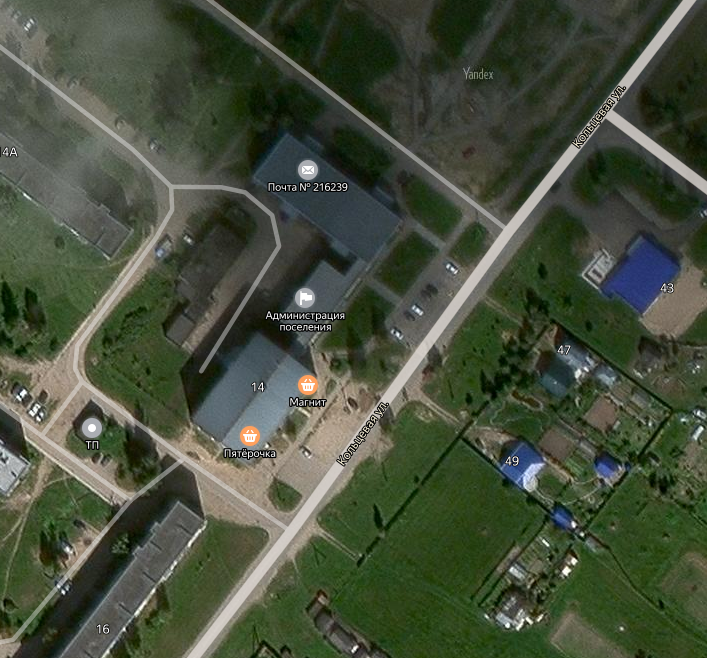 Yandex
Кольцевая ул.
4А
Почта № 216239
43
Администрация
поселения
47
14
Магнит
Пятёрочка
ТП
Кольцевая ул.
49
16